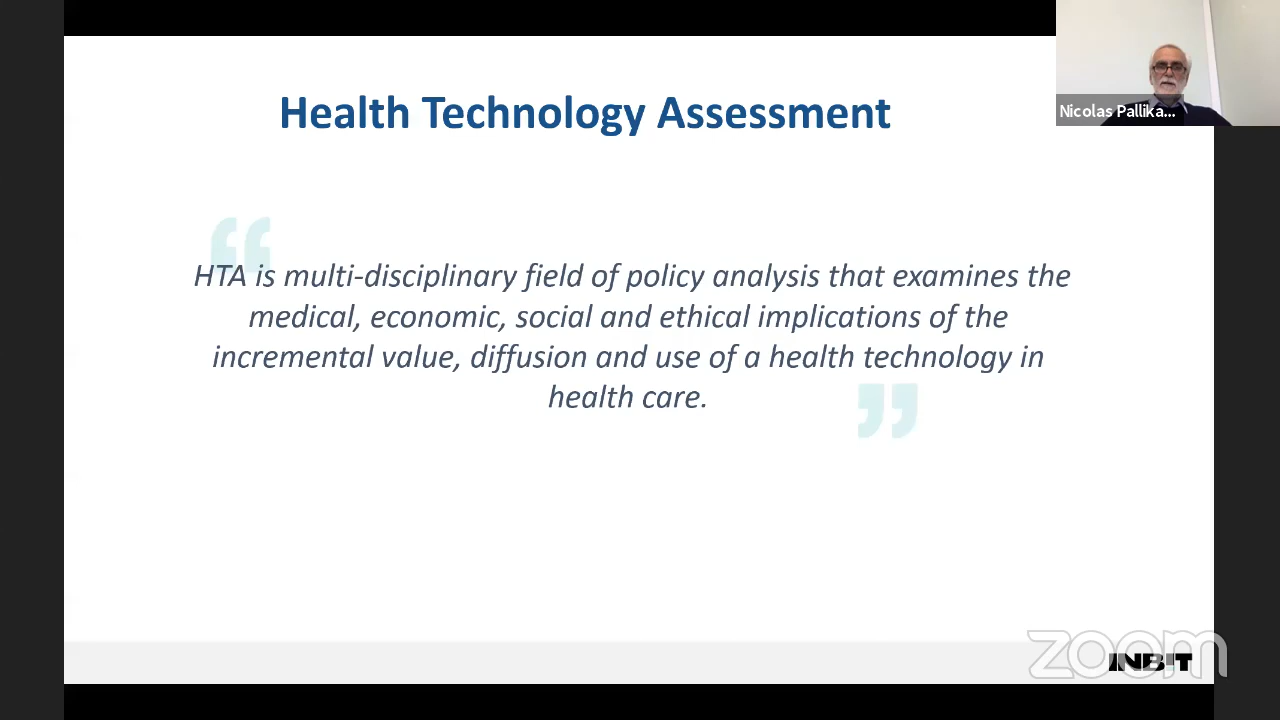 Health Technology Assessment
Nicolas Pallika...
“
HTA is multi-disciplinary field of policy analysis that examines the
medical, economic, social and ethical implications of the
incremental value, diffusion and use of a health technology in
health care.
”
zoom
INB!T